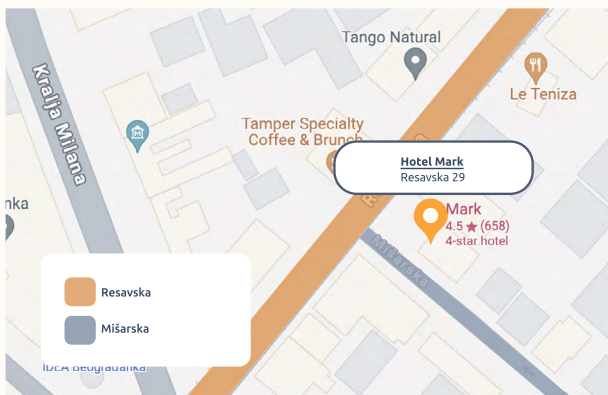 Tango Natural
Kralja Milana
Le Teniza
Tamper Specialty
Coffee & Brunch
Hotel Mark
Resavska 29
nka
Mark
4.5★(658)
4-star hotel
Mišarska
Resavska
Mišarska
IDEA Beograđanka